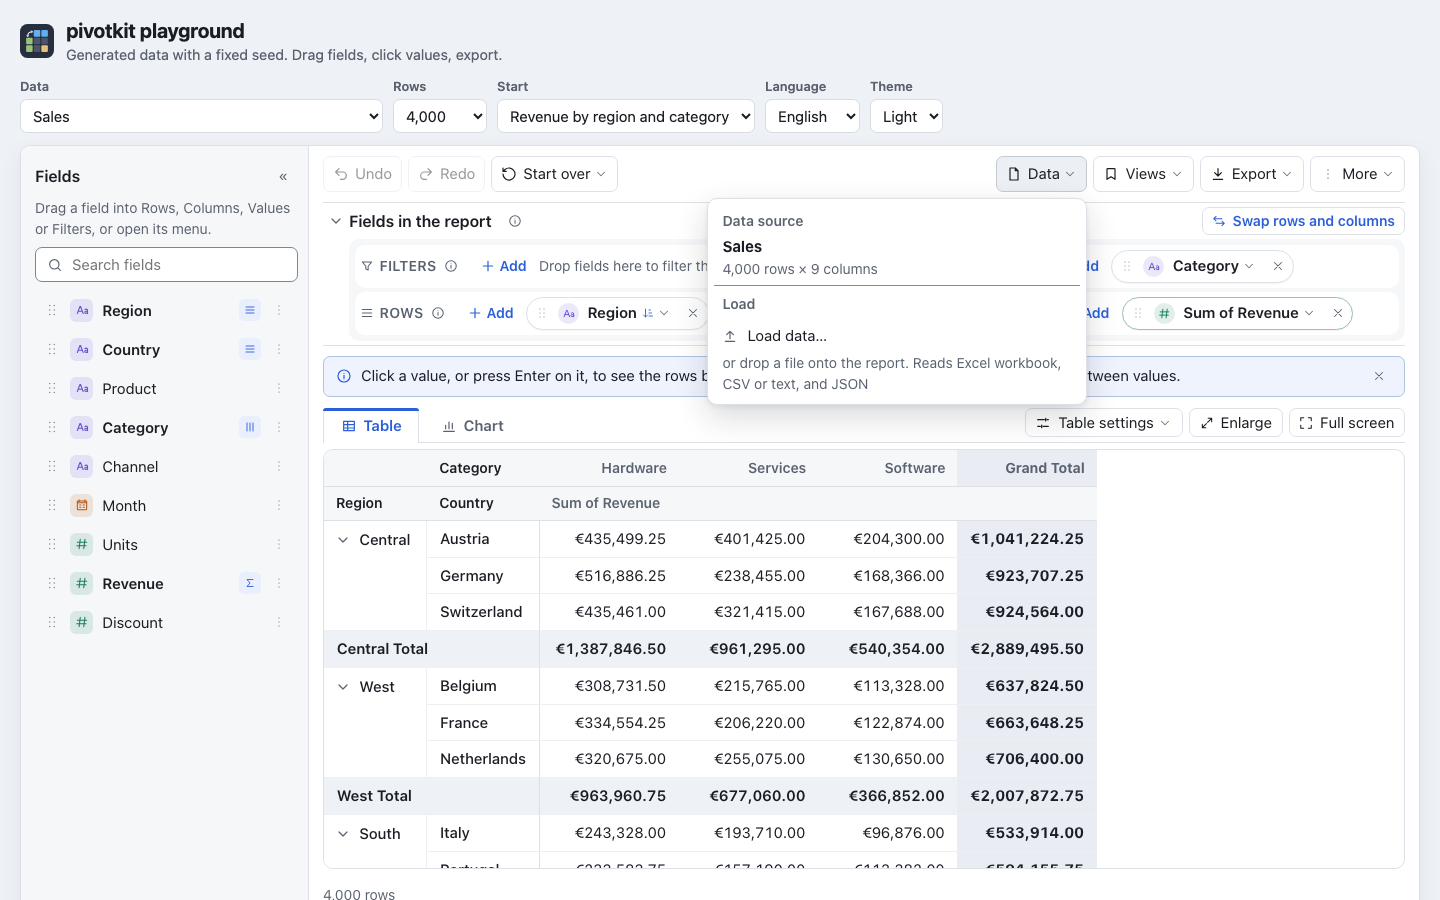 pivotkit playground
Generated data with a fixed seed. Drag fields, click values, export.
Data
Rows
Start
Language
Theme
Sales
4,000
Revenue by region and category
English
Light
Fields
«
Drag a field into Rows, Columns, Values
or Filters, or open its menu.
Search fields
Aa Region
Aa Country
Aa Product
Aa Category
Aa Channel
Month
# Units
# Revenue Σ
# Discount
Undo
Redo
Start over
Data
Views
Export
More
Fields in the report
Swap rows and columns
FILTERS
+ Add
Drop fields here to filter th
Aa Category
ROWS
+ Add
Aa Region
Add
# Sum of Revenue
Data source
Sales
4,000 rows × 9 columns
Load
Load data...
or drop a file onto the report. Reads Excel workbook,
CSV or text, and JSON
Click a value, or press Enter on it, to see the rows b
tween values.
Table
Chart
Table settings
Enlarge
Full screen
Category Hardware Services Software Grand Total
Region Country Sum of Revenue
Central Austria €435,499.25 €401,425.00 €204,300.00 €1,041,224.25
Germany €516,886.25 €238,455.00 €168,366.00 €923,707.25
Switzerland €435,461.00 €321,415.00 €167,688.00 €924,564.00
Central Total €1,387,846.50 €961,295.00 €540,354.00 €2,889,495.50
West Belgium €308,731.50 €215,765.00 €113,328.00 €637,824.50
France €334,554.25 €206,220.00 €122,874.00 €663,648.25
Netherlands €320,675.00 €255,075.00 €130,650.00 €706,400.00
West Total €963,960.75 €677,060.00 €366,852.00 €2,007,872.75
South Italy €243,328.00 €193,710.00 €96,876.00 €533,914.00
4,000 rows